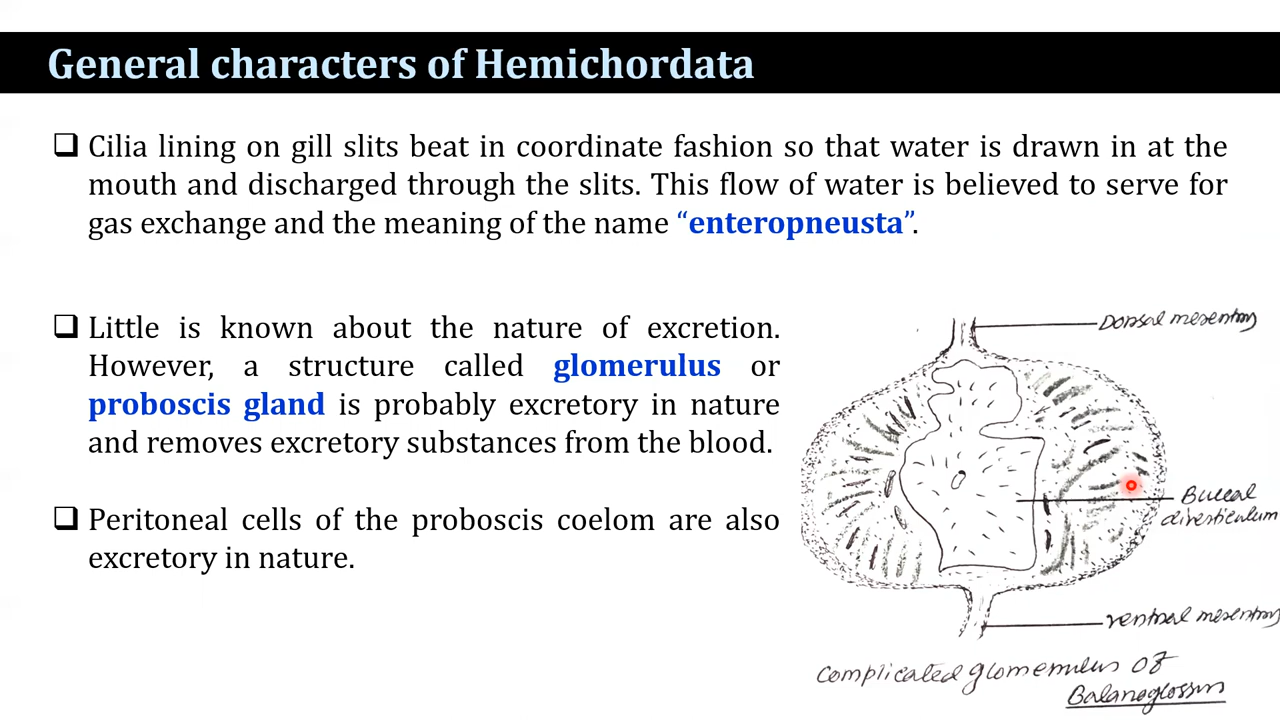 General characters of Hemichordata
Cilia lining on gill slits beat in coordinate fashion so that water is drawn in at the
mouth and discharged through the slits. This flow of water is believed to serve for
gas exchange and the meaning of the name “enteropneusta”.
Little is known about the nature of excretion.
However, a structure called glomerulus or
proboscis gland is probably excretory in nature
and removes excretory substances from the blood.
Peritoneal cells of the proboscis coelom are also
excretory in nature.
Dorsal mesentry
Buccal
diverticulum
ventral mesentry
Complicated glomerulus of
Balanoglossus